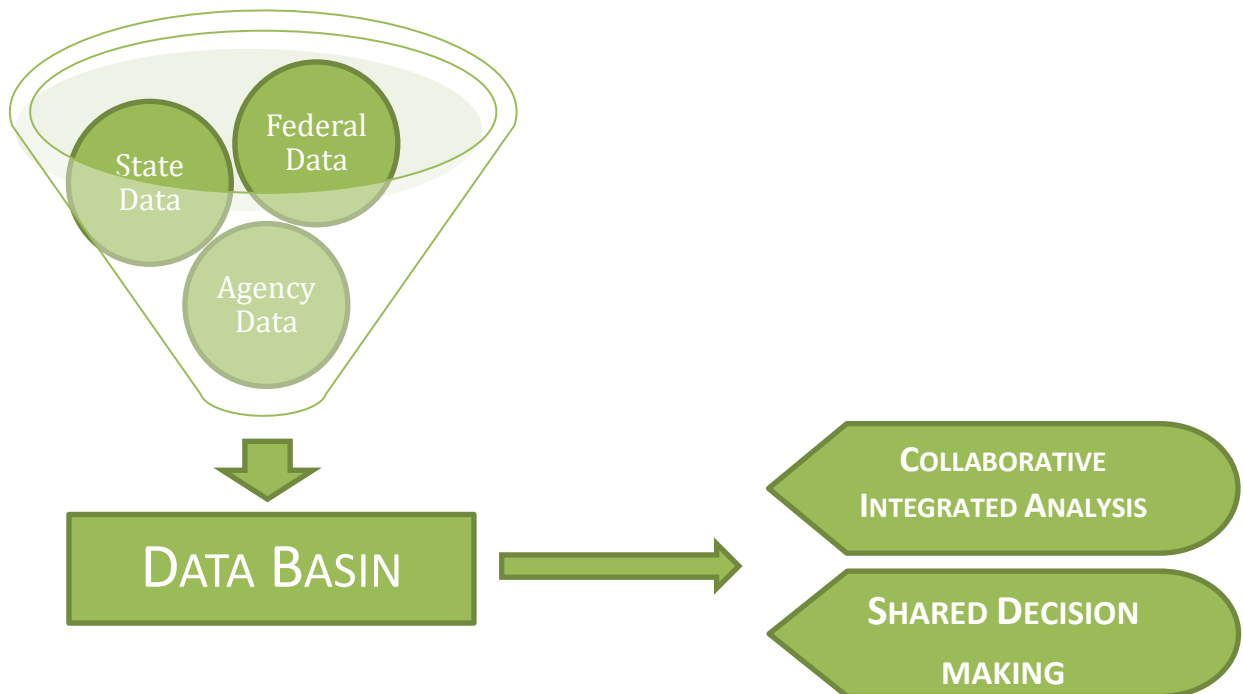 Federal
Data
State
Data
Agency
Data
DATA BASIN
COLLABORATIVE
INTEGRATED ANALYSIS
SHARED DECISION
MAKING